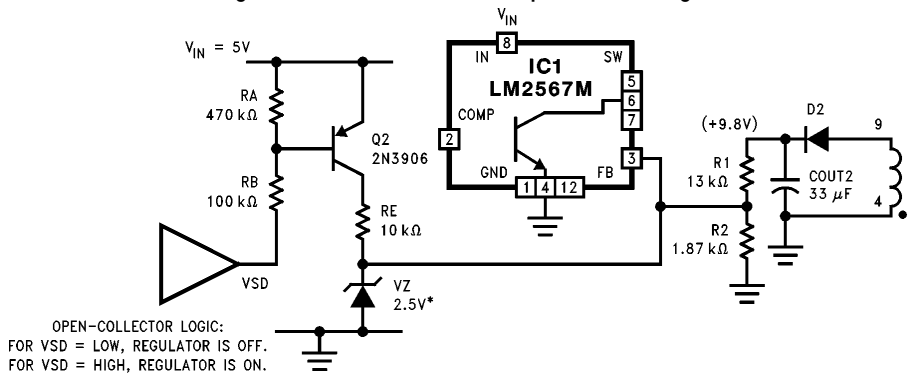 V_IN
V_IN = 5V
IN
8
SW
IC1
LM2567M
5
6
7
COMP
2
RA
470 kΩ
Q2
2N3906
GND
1 4 12
FB
3
RB
100 kΩ
RE
10 kΩ
VSD
VZ
2.5V*
(+9.8V)
D2
9
R1
13 kΩ
COUT2
33 μF
4
R2
1.87 kΩ
OPEN-COLLECTOR LOGIC:
FOR VSD = LOW, REGULATOR IS OFF.
FOR VSD = HIGH, REGULATOR IS ON.